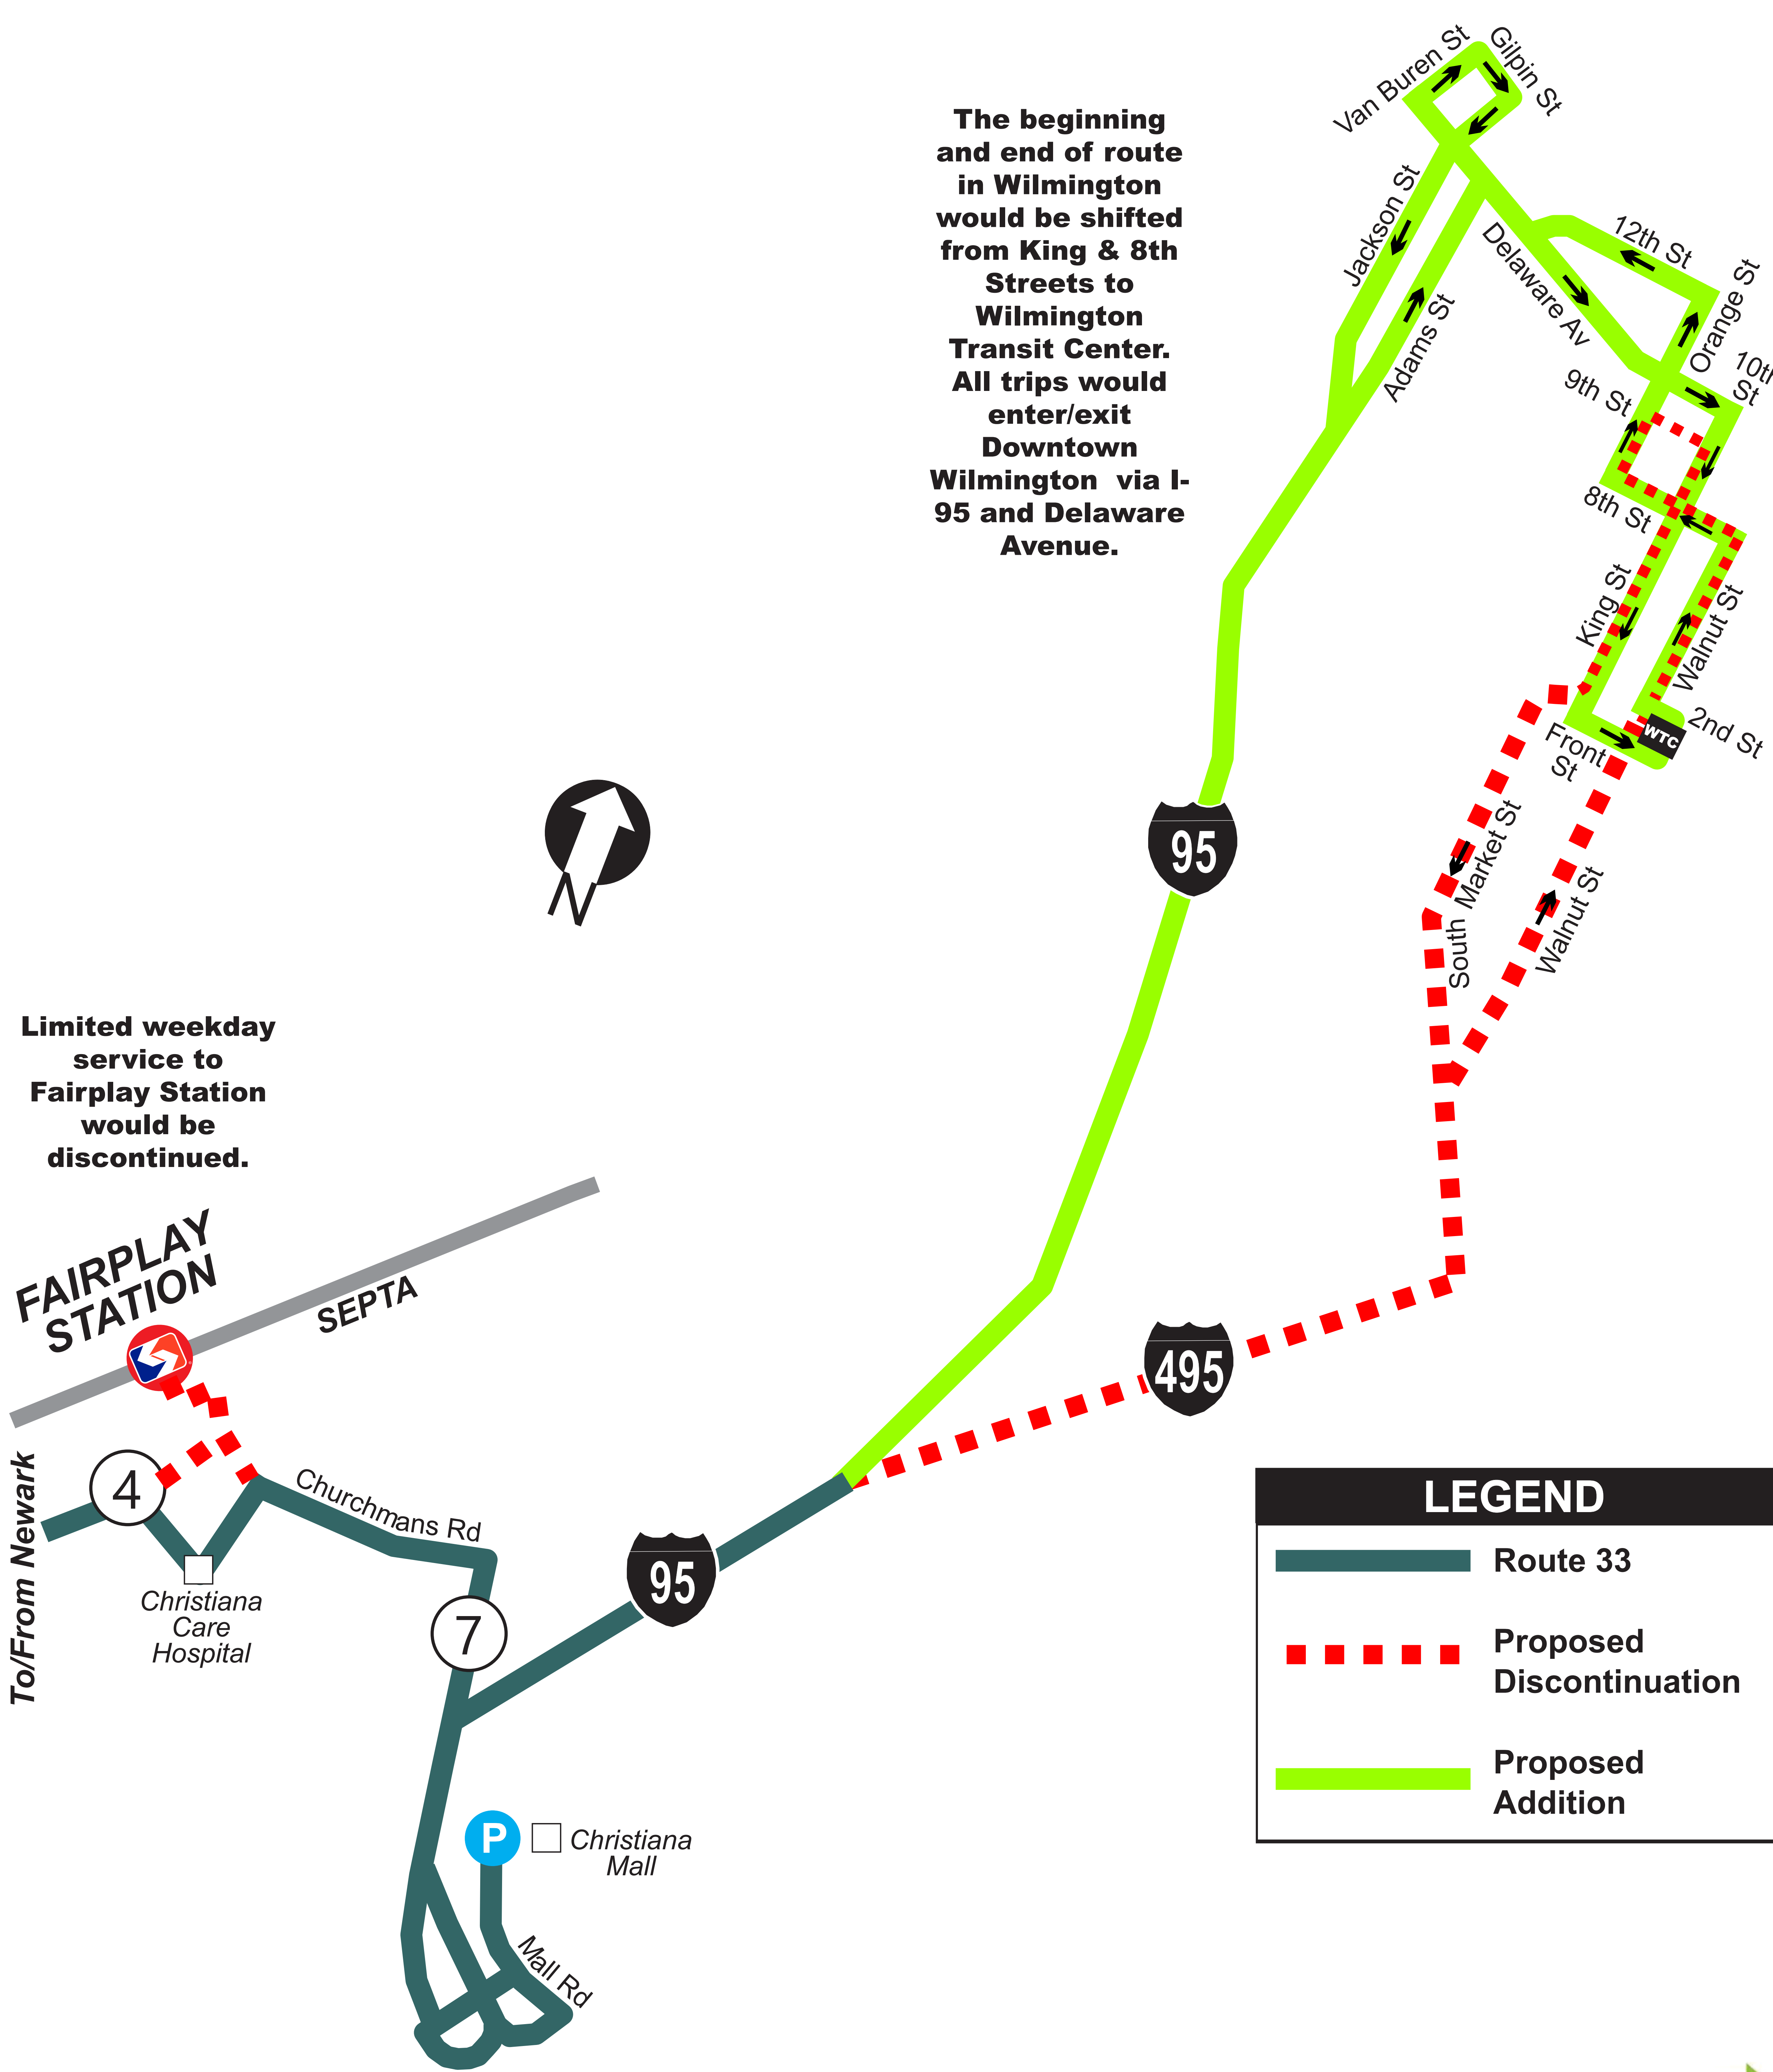 Van Buren St
Gilpin St
The beginning
and end of route
in Wilmington
would be shifted
from King & 8th
Streets to
Wilmington
Transit Center.
All trips would
enter/exit
Downtown
Wilmington via I-
95 and Delaware
Avenue.
Jackson St
Adams St
Delaware Av
12th St
Orange St
10th
St
9th St
8th St
King St
Walnut St
2nd St
WTC
Front
St
South Market St
Walnut St
95
Limited weekday
service to
Fairplay Station
would be
discontinued.
FAIRPLAY
STATION
SEPTA
495
4
Churchmans Rd
To/From Newark
Christiana
Care
Hospital
95
7
P
Christiana
Mall
Mall Rd
LEGEND
Route 33
Proposed
Discontinuation
Proposed
Addition